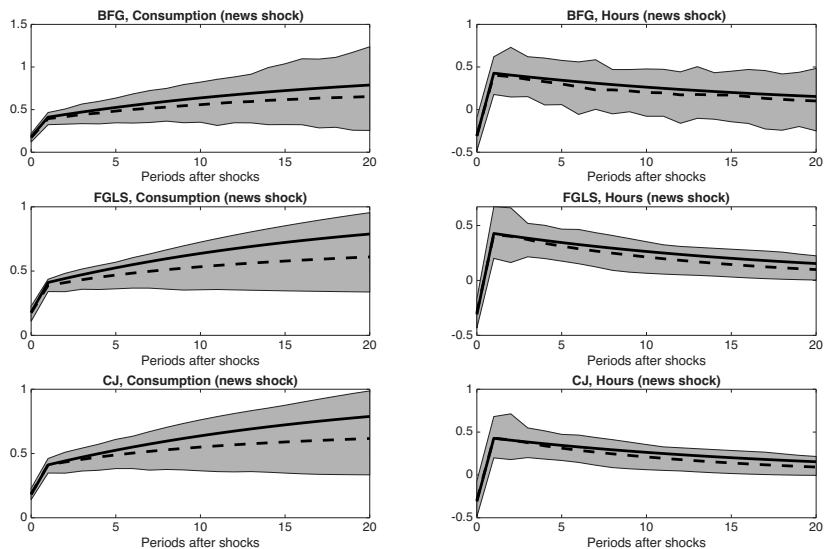 BFG, Consumption (news shock)
1.5
1
0.5
0
0 5 10 15 20
Periods after shocks
BFG, Hours (news shock)
1
0.5
0
-0.5
0 5 10 15 20
Periods after shocks
FGLS, Consumption (news shock)
1
0.5
0
0 5 10 15 20
Periods after shocks
FGLS, Hours (news shock)
0.5
0
-0.5
0 5 10 15 20
Periods after shocks
CJ, Consumption (news shock)
1
0.5
0
0 5 10 15 20
Periods after shocks
CJ, Hours (news shock)
1
0.5
0
-0.5
0 5 10 15 20
Periods after shocks